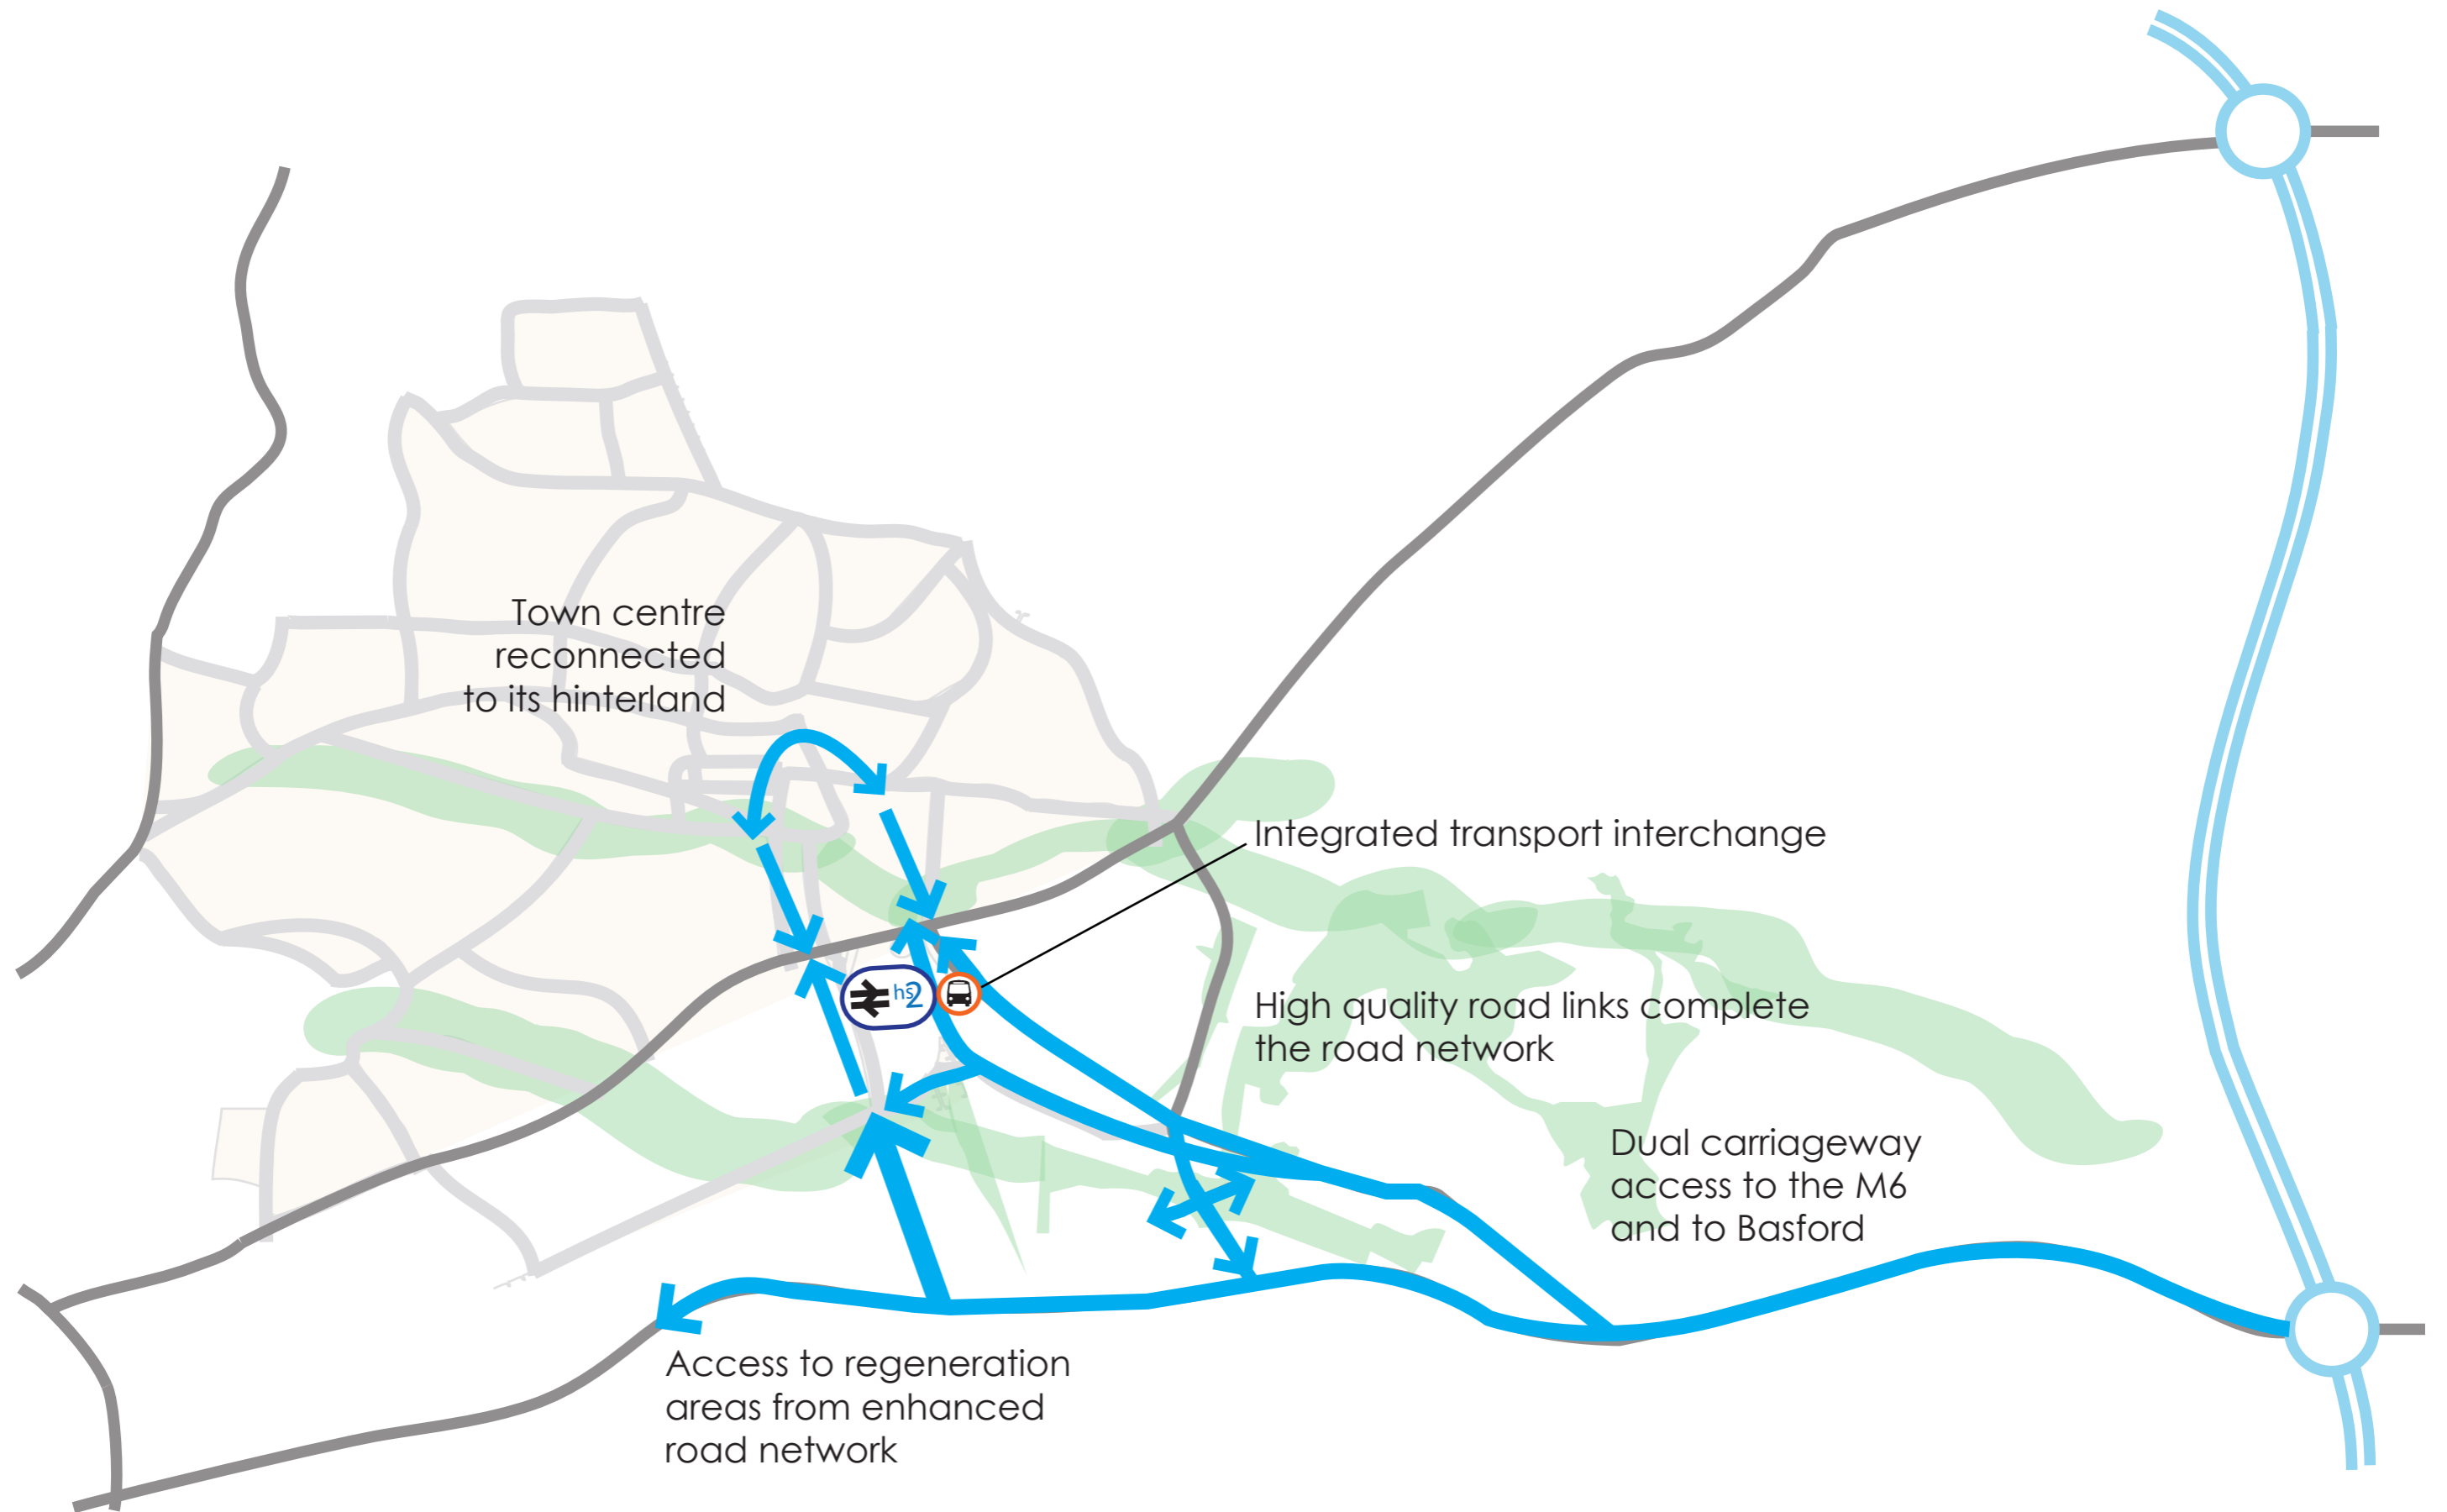 Town centre
reconnected
to its hinterland
Integrated transport interchange
hs2
High quality road links complete
the road network
Dual carriageway
access to the M6
and to Basford
Access to regeneration
areas from enhanced
road network